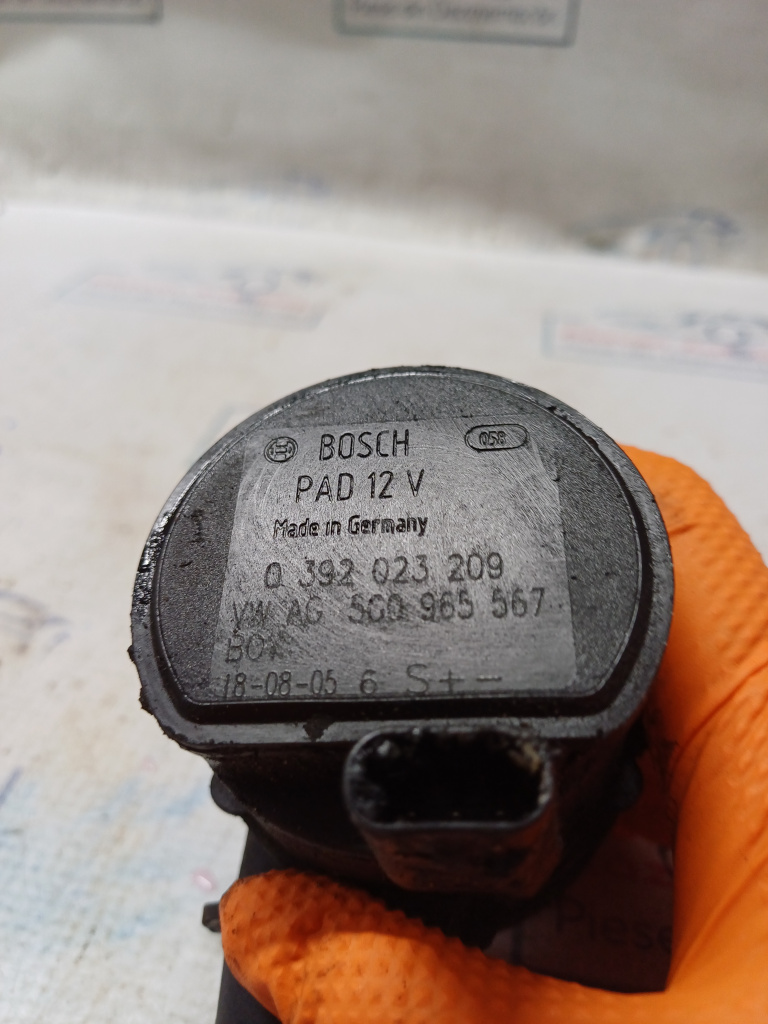 BOSCH 058
PAD 12 V
Made in Germany
0 392 023 209
VW AG 5G0 965 567
18-08-05 6 S + -
Piese